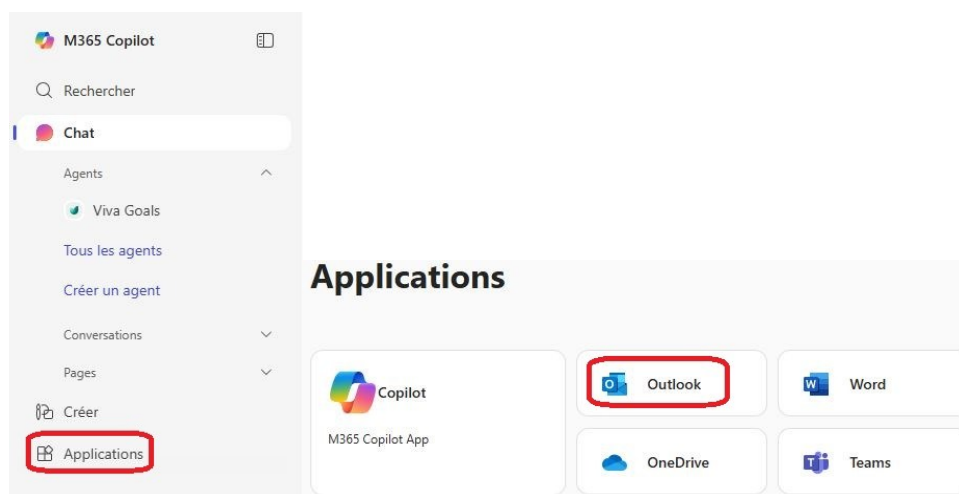 M365 Copilot
Rechercher
Chat
Agents
Viva Goals
Tous les agents
Créer un agent
Conversations
Pages
Créer
Applications
Applications
Copilot
M365 Copilot App
Outlook
Word
OneDrive
Teams